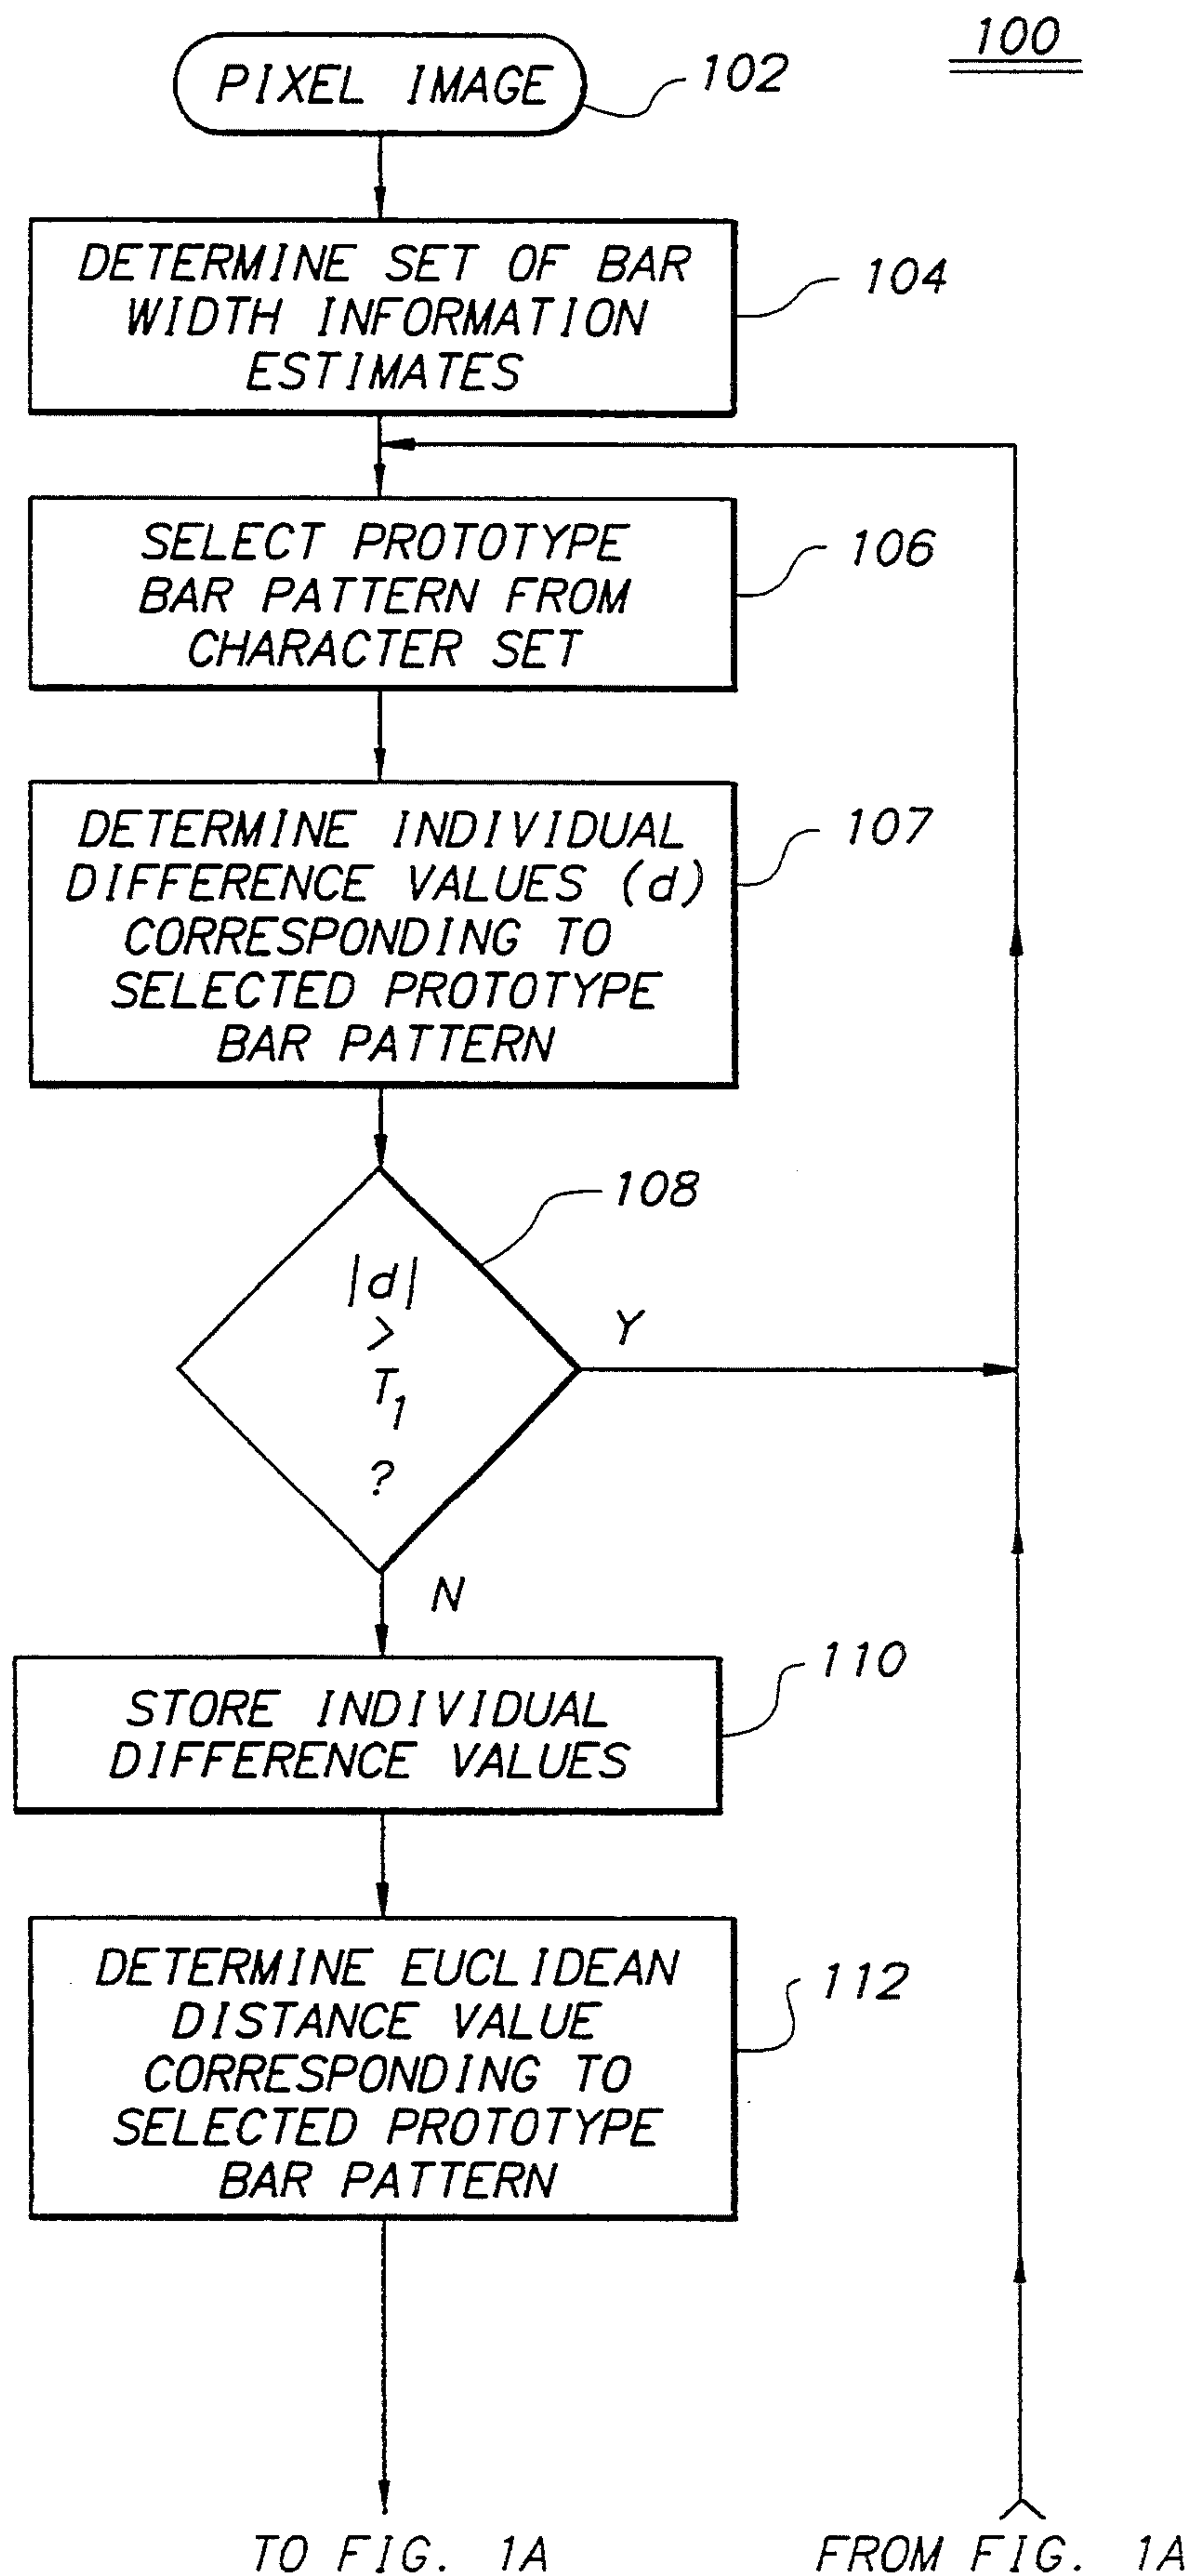 100
PIXEL IMAGE
102
DETERMINE SET OF BAR
WIDTH INFORMATION
ESTIMATES
104
SELECT PROTOTYPE
BAR PATTERN FROM
CHARACTER SET
106
DETERMINE INDIVIDUAL
DIFFERENCE VALUES (d)
CORRESPONDING TO
SELECTED PROTOTYPE
BAR PATTERN
107
108
|d|
>
T1
?
Y
N
STORE INDIVIDUAL
DIFFERENCE VALUES
110
DETERMINE EUCLIDEAN
DISTANCE VALUE
CORRESPONDING TO
SELECTED PROTOTYPE
BAR PATTERN
112
TO FIG. 1A
FROM FIG. 1A